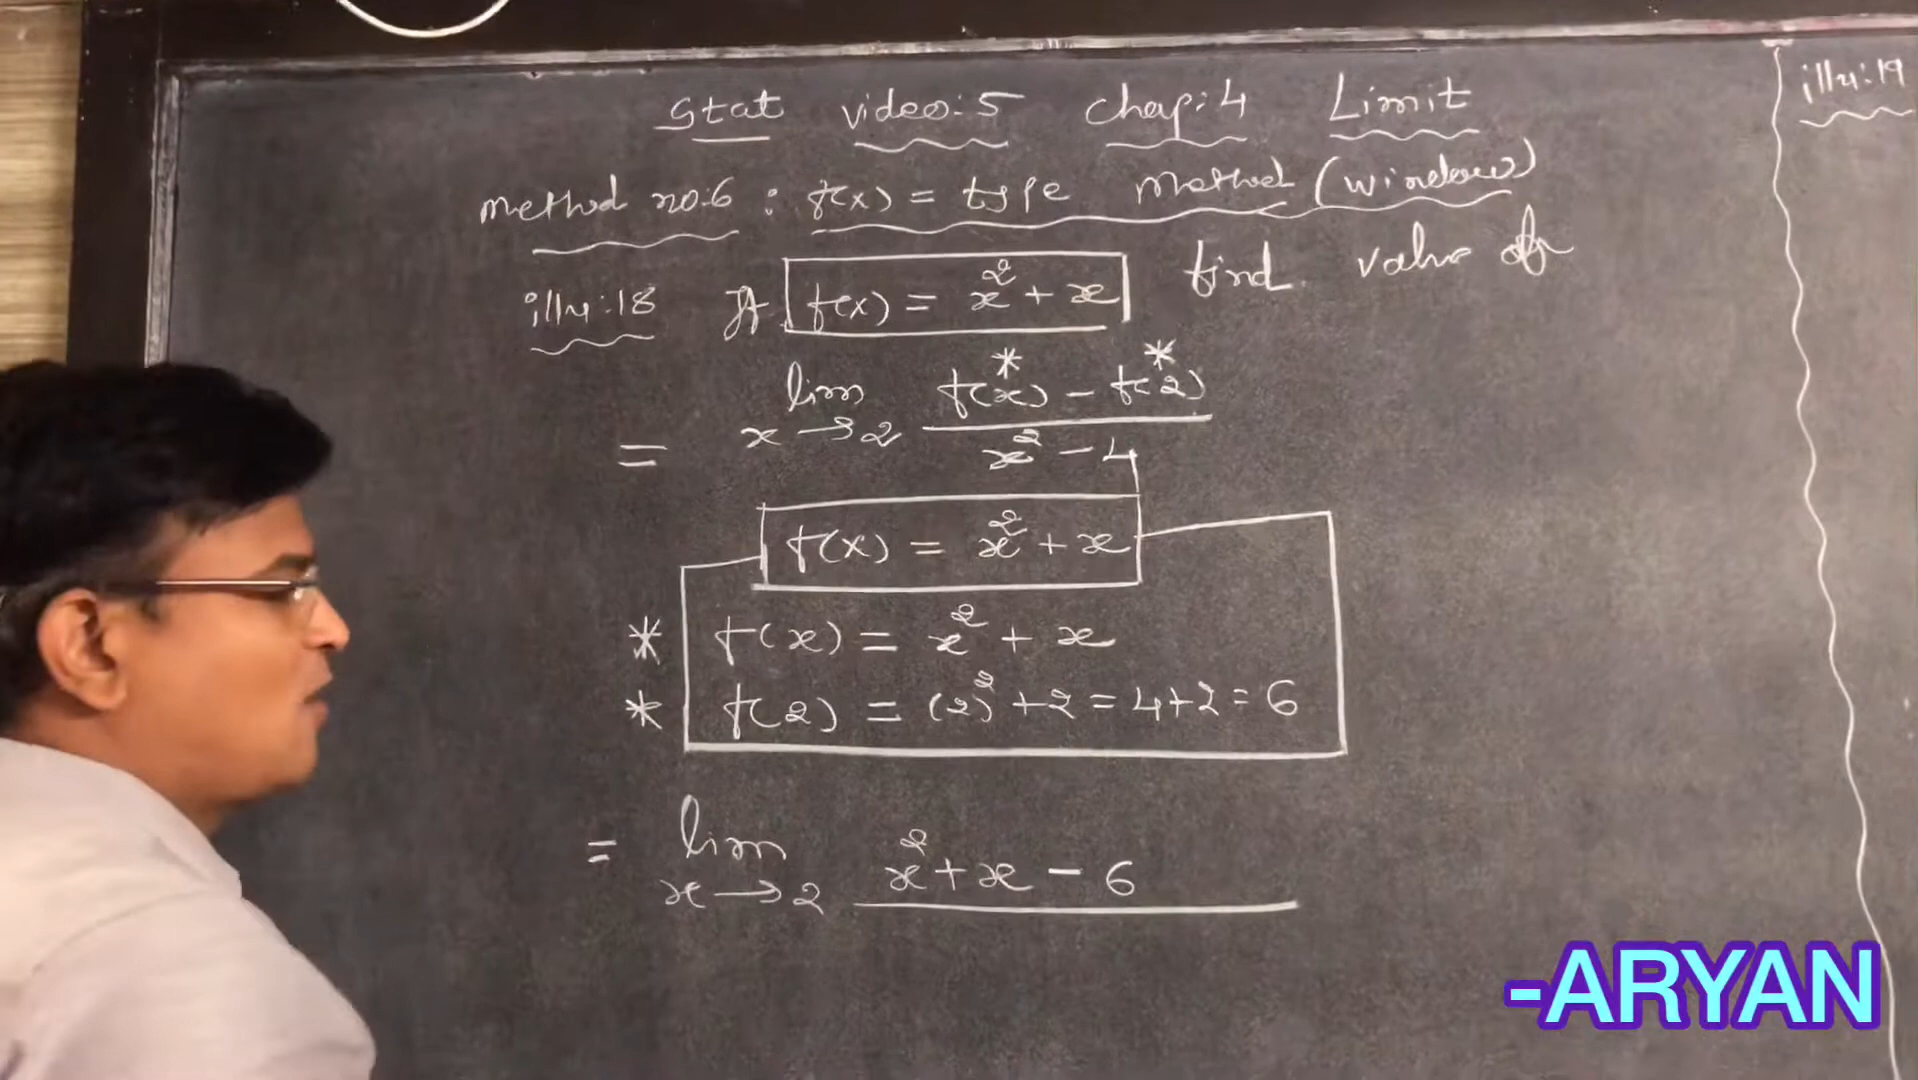 Stat video:5 Chap:4 Limit
method no:6 : f(x) = type method (window)
illu:18 If f(x) = x² + x find value of
= lim x→2 f(x) - f(2) / x² - 4
f(x) = x² + x
* f(x) = x² + x
* f(2) = (2)² + 2 = 4+2 = 6
= lim x→2 x² + x - 6
illu:19
-ARYAN